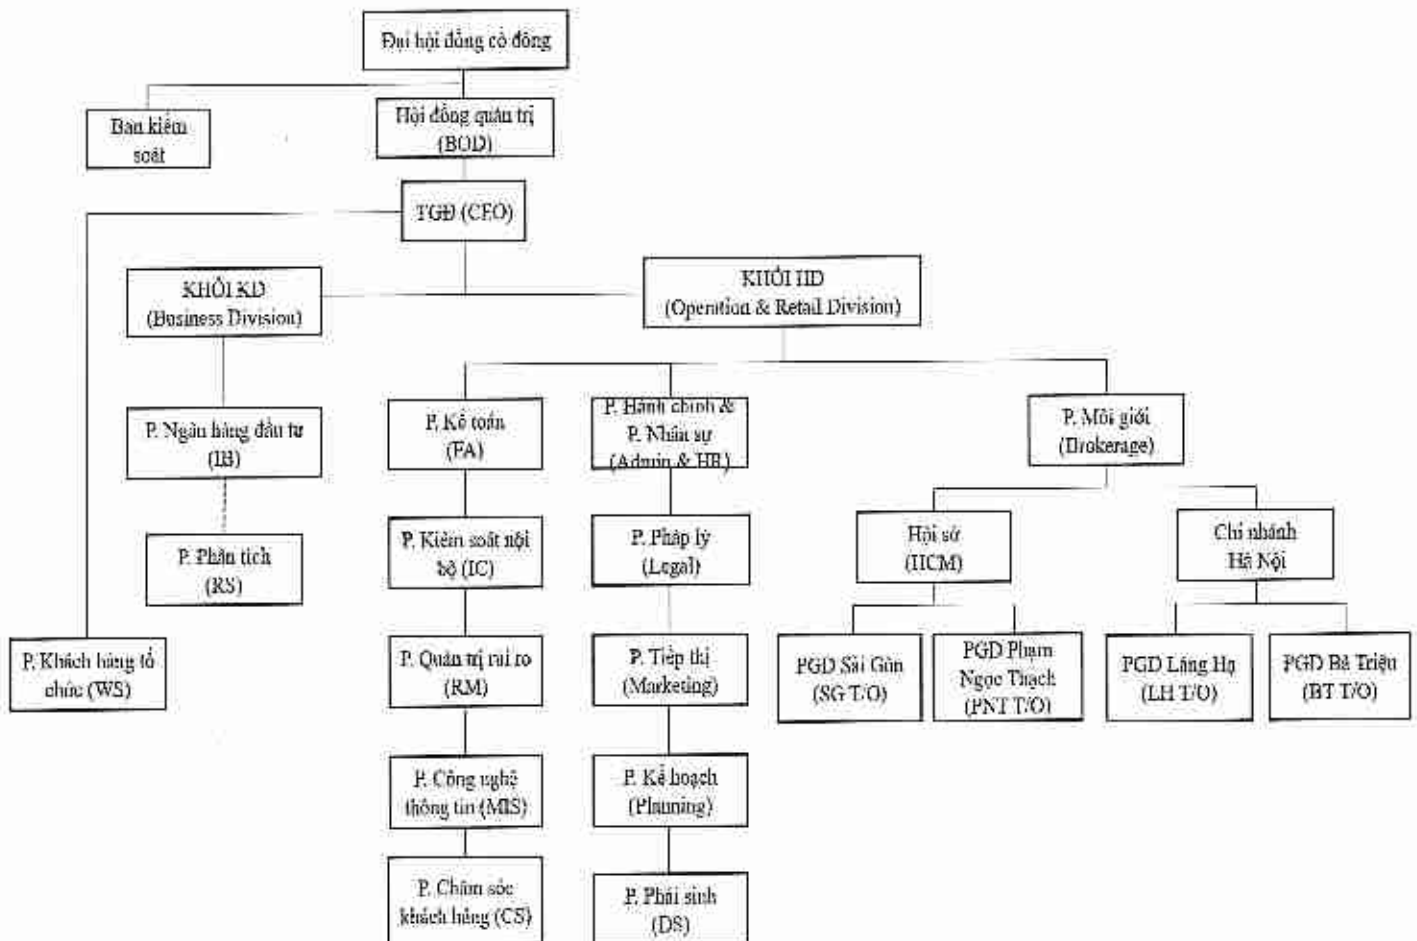 Đại hội đồng cổ đông
Ban kiểm
soát
Hội đồng quản trị
(BOD)
TGĐ (CEO)
KHỐI KD
(Business Division)
KHỐI HĐ
(Operation & Retail Division)
P. Ngân hàng đầu tư
(IB)
P. Phân tích
(RS)
P. Khách hàng tổ
chức (WS)
P. Kế toán
(FA)
P. Kiểm soát nội
bộ (IC)
P. Quản trị rủi ro
(RM)
P. Công nghệ
thông tin (MIS)
P. Chăm sóc
khách hàng (CS)
P. Hành chính &
P. Nhân sự
(Admin & HR)
P. Pháp lý
(Legal)
P. Tiếp thị
(Marketing)
P. Kế hoạch
(Planning)
P. Phái sinh
(DS)
P. Môi giới
(Brokerage)
Hội sở
(HCM)
Chi nhánh
Hà Nội
PGD Sài Gòn
(SG T/O)
PGD Phạm
Ngọc Thạch
(PNT T/O)
PGD Láng Hạ
(LH T/O)
PGD Bà Triệu
(BT T/O)